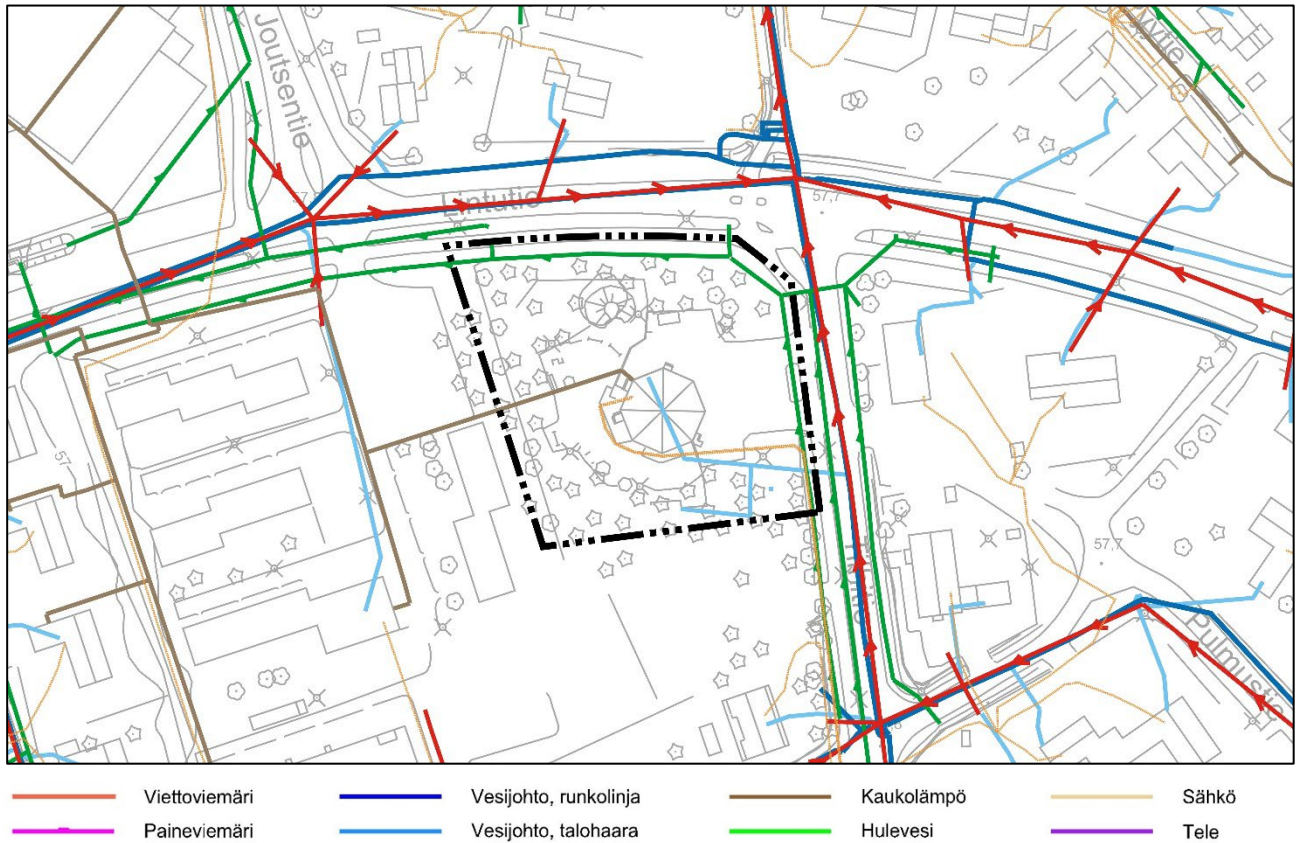 Joutsentie
57,7
Lintutie
57
57,7
Pulmustie
Viettoviemäri
Vesijohto, runkolinja
Kaukolämpö
Sähkö
Paineviemäri
Vesijohto, talohaara
Hulevesi
Tele